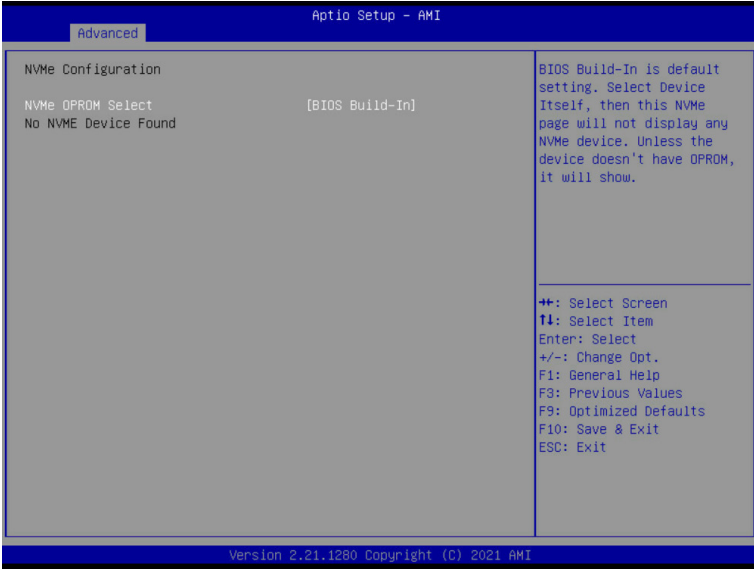 Aptio Setup – AMI
Advanced
NVMe Configuration
NVMe OPROM Select [BIOS Build-In]
No NVME Device Found
BIOS Build-In is default
setting. Select Device
Itself, then this NVMe
page will not display any
NVMe device. Unless the
device doesn't have OPROM,
it will show.
→←: Select Screen
↑↓: Select Item
Enter: Select
+/-: Change Opt.
F1: General Help
F3: Previous Values
F9: Optimized Defaults
F10: Save & Exit
ESC: Exit
Version 2.21.1280 Copyright (C) 2021 AMI